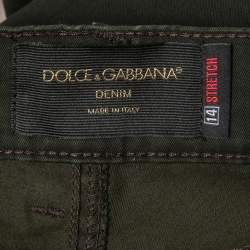 DOLCE & GABBANA®
DENIM
MADE IN ITALY
14 STRETCH